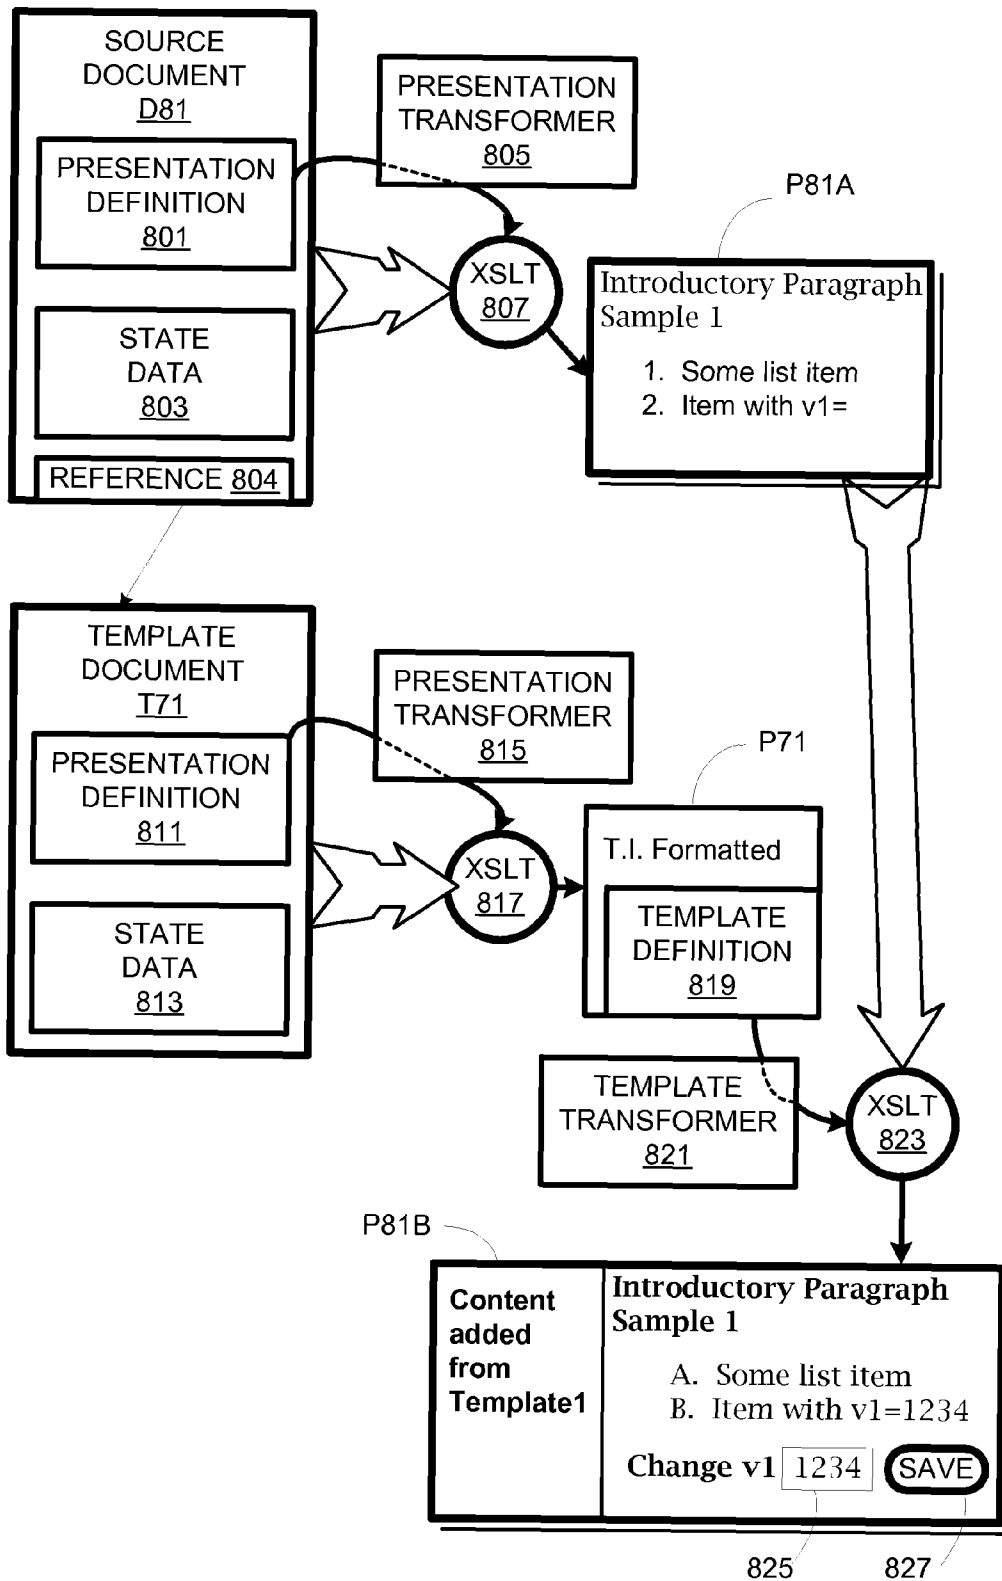 SOURCE
DOCUMENT
D81
PRESENTATION
DEFINITION
801
STATE
DATA
803
REFERENCE 804
PRESENTATION
TRANSFORMER
805
XSLT
807
P81A
Introductory Paragraph
Sample 1
1. Some list item
2. Item with v1=
TEMPLATE
DOCUMENT
T71
PRESENTATION
DEFINITION
811
STATE
DATA
813
PRESENTATION
TRANSFORMER
815
XSLT
817
P71
T.I. Formatted
TEMPLATE
DEFINITION
819
TEMPLATE
TRANSFORMER
821
XSLT
823
P81B
Content
added
from
Template1
Introductory Paragraph
Sample 1
A. Some list item
B. Item with v1=1234
Change v1 1234 SAVE
825
827